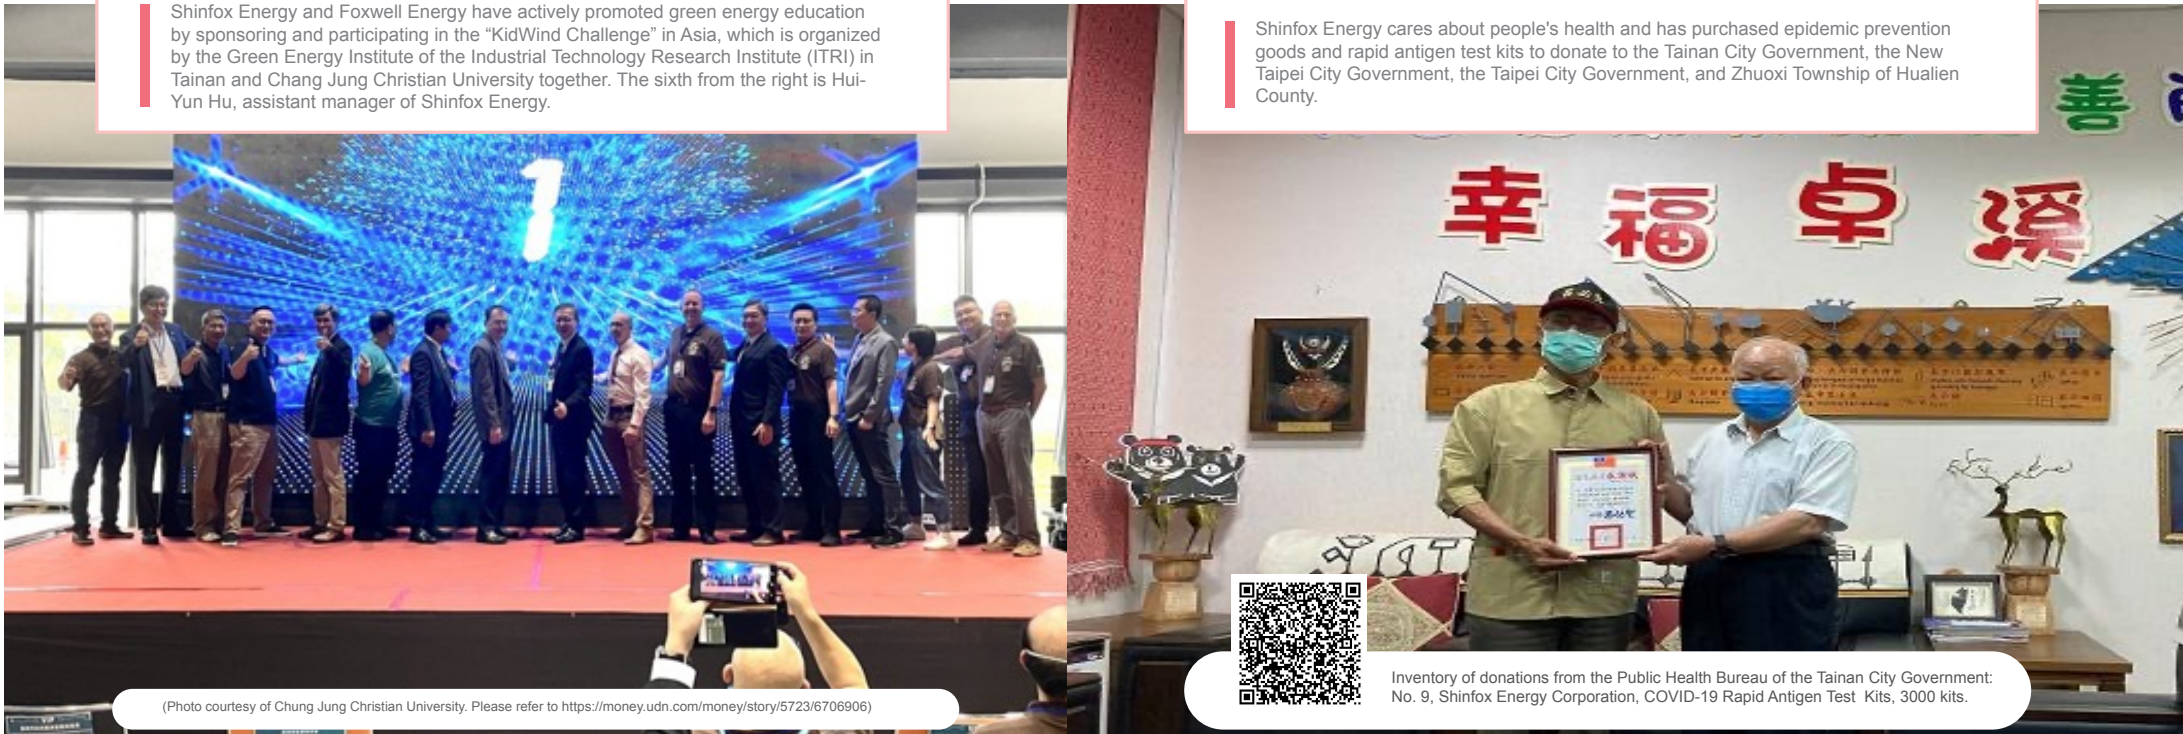 Shinfox Energy and Foxwell Energy have actively promoted green energy education
by sponsoring and participating in the “KidWind Challenge” in Asia, which is organized
by the Green Energy Institute of the Industrial Technology Research Institute (ITRI) in
Tainan and Chang Jung Christian University together. The sixth from the right is Hui-
Yun Hu, assistant manager of Shinfox Energy.
1
(Photo courtesy of Chung Jung Christian University. Please refer to https://money.udn.com/money/story/5723/6706906)
Shinfox Energy cares about people's health and has purchased epidemic prevention
goods and rapid antigen test kits to donate to the Tainan City Government, the New
Taipei City Government, the Taipei City Government, and Zhuoxi Township of Hualien
County.
善
幸福卓溪
Inventory of donations from the Public Health Bureau of the Tainan City Government:
No. 9, Shinfox Energy Corporation, COVID-19 Rapid Antigen Test Kits, 3000 kits.